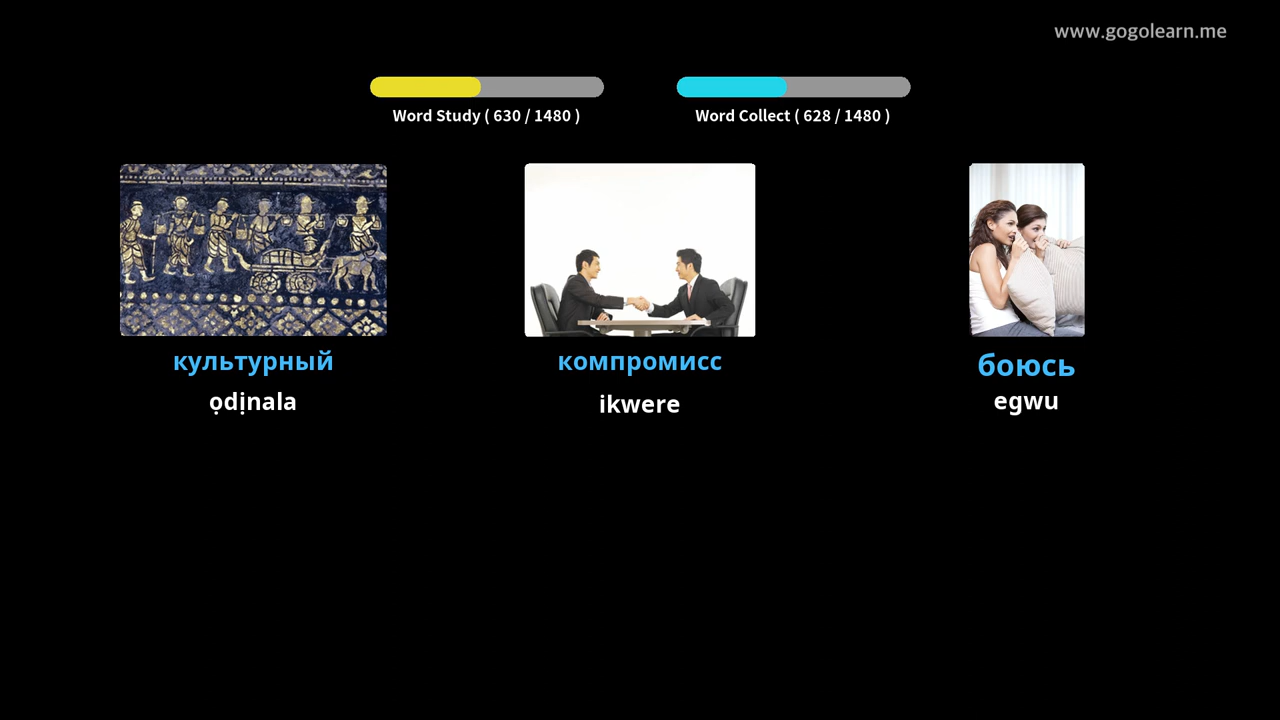 www.gogolearn.me
Word Study ( 630 / 1480 )
Word Collect ( 628 / 1480 )
культурный
ọdịnala
компромисс
ikwere
боюсь
egwu